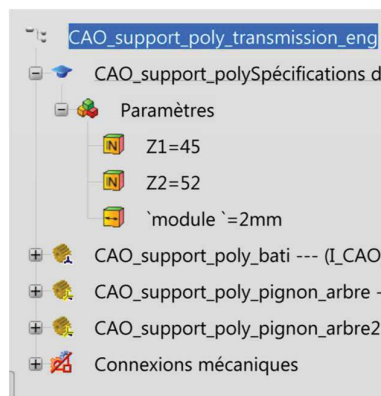 CAO_support_poly_transmission_eng
CAO_support_polySpécifications d
Paramètres
Z1=45
Z2=52
`module `=2mm
CAO_support_poly_bati --- (I_CAO
CAO_support_poly_pignon_arbre -
CAO_support_poly_pignon_arbre2
Connexions mécaniques